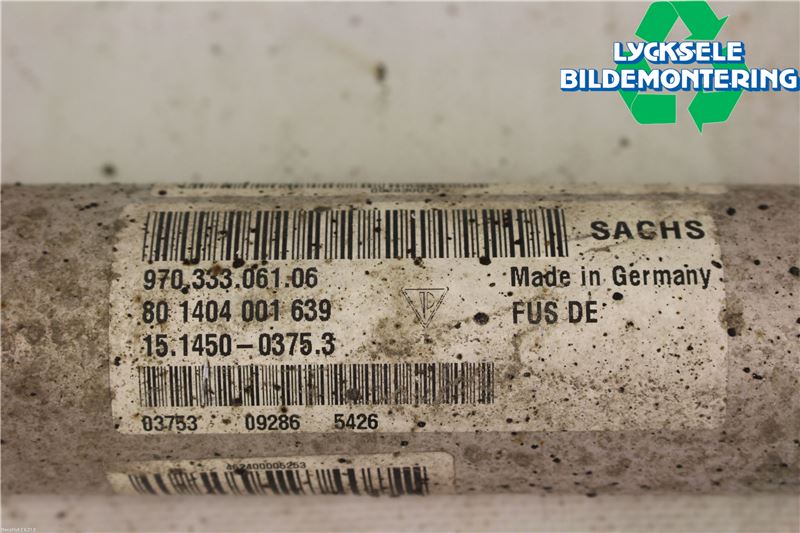 LYCKSELE
BILDEMONTERING
SACHS
970.333.061.06
Made in Germany
80 1404 001 639
FUS DE
15.1450-0375.3
03753 09286 5426
462400005253